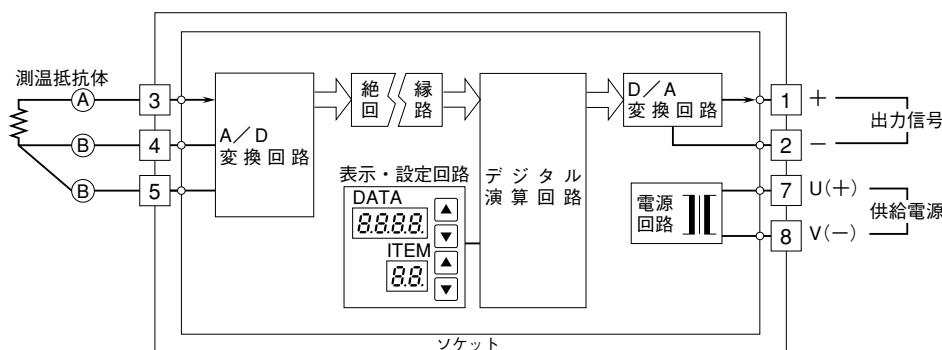 測温抵抗体
A
B
B
3
4
5
A／D
変換回路
絶縁
回路
表示・設定回路
DATA
8.8.8.8.
ITEM
8.8.
デジタル
演算回路
D／A
変換回路
電源
回路
1 ＋
2 －
出力信号
7 U(＋)
8 V(－)
供給電源
ソケット